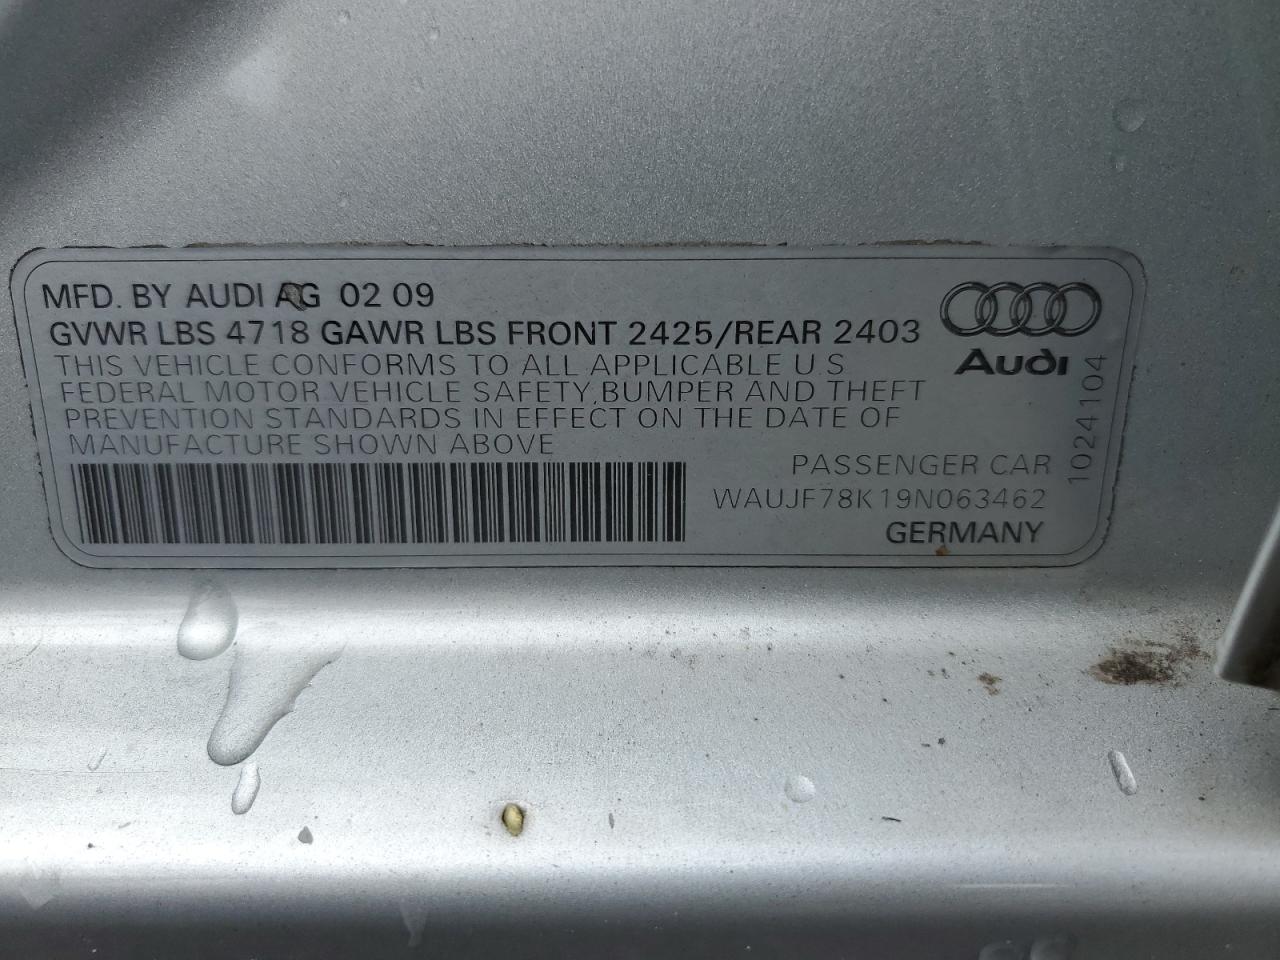 MFD. BY AUDI AG 02 09
GVWR LBS 4718 GAWR LBS FRONT 2425/REAR 2403
THIS VEHICLE CONFORMS TO ALL APPLICABLE U.S
FEDERAL MOTOR VEHICLE SAFETY, BUMPER AND THEFT
PREVENTION STANDARDS IN EFFECT ON THE DATE OF
MANUFACTURE SHOWN ABOVE
PASSENGER CAR
WAUJF78K19N063462
GERMANY
Audi
1024104